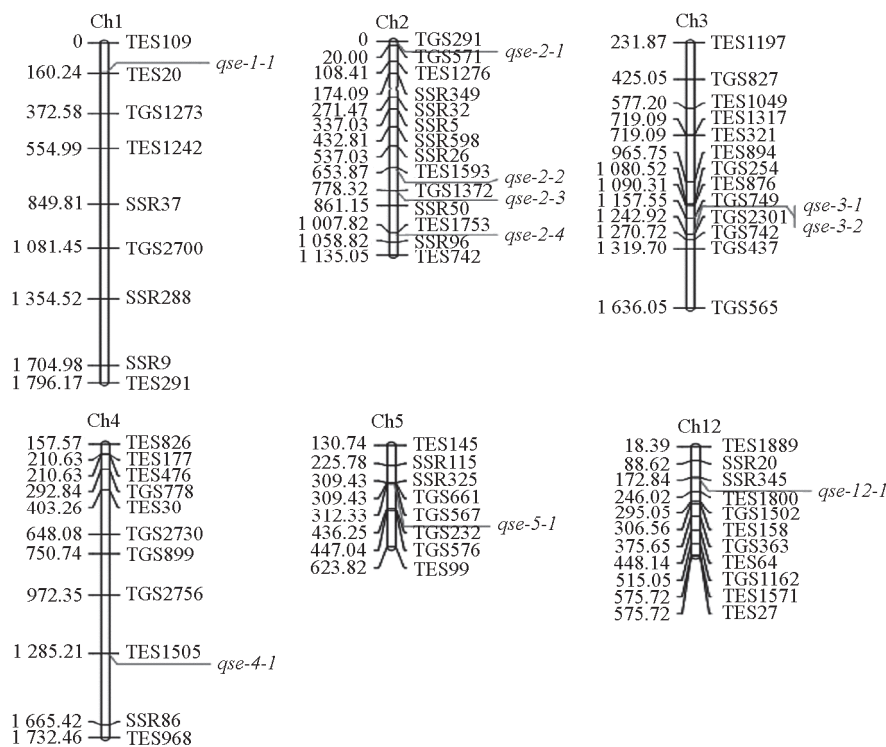 Ch1
0 TES109
qse-1-1
160.24 TES20
372.58 TGS1273
554.99 TES1242
849.81 SSR37
1 081.45 TGS2700
1 354.52 SSR288
1 704.98 SSR9
1 796.17 TES291
Ch2
0 TGS291
qse-2-1
20.00 TGS571
108.41 TES1276
174.09 SSR349
271.47 SSR32
337.03 SSR5
432.81 SSR598
537.03 SSR26
653.87 TES1593
qse-2-2
778.32 TGS1372
qse-2-3
861.15 SSR50
1 007.82 TES1753
qse-2-4
1 058.82 SSR96
1 135.05 TES742
Ch3
231.87 TES1197
425.05 TGS827
577.20 TES1049
719.09 TES1317
719.09 TES321
965.75 TES894
1 080.52 TGS254
1 090.31 TES876
1 157.55 TGS749
qse-3-1
1 242.92 TGS2301
qse-3-2
1 270.72 TGS742
1 319.70 TGS437
1 636.05 TGS565
Ch4
157.57 TES826
210.63 TES177
210.63 TES476
292.84 TGS778
403.26 TES30
648.08 TGS2730
750.74 TGS899
972.35 TGS2756
1 285.21 TES1505
qse-4-1
1 665.42 SSR86
1 732.46 TES968
Ch5
130.74 TES145
225.78 SSR115
309.43 SSR325
309.43 TGS661
312.33 TGS567
qse-5-1
436.25 TGS232
447.04 TGS576
623.82 TES99
Ch12
18.39 TES1889
88.62 SSR20
172.84 SSR345
qse-12-1
246.02 TES1800
295.05 TGS1502
306.56 TES158
375.65 TGS363
448.14 TES64
515.05 TGS1162
575.72 TES1571
575.72 TES27